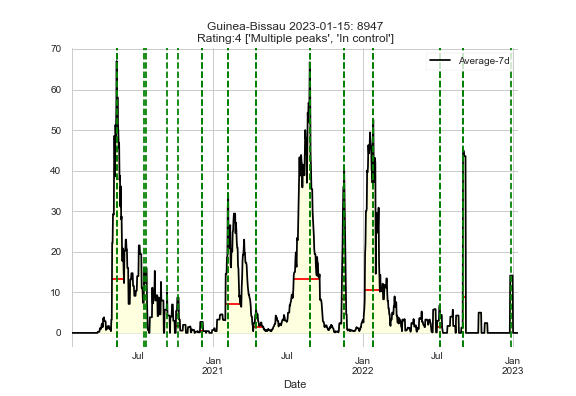 Guinea-Bissau 2023-01-15: 8947
Rating:4 ['Multiple peaks', 'In control']
Average-7d
70
60
50
40
30
20
10
0
Jul
Jan
2021
Jul
Jan
2022
Jul
Jan
2023
Date